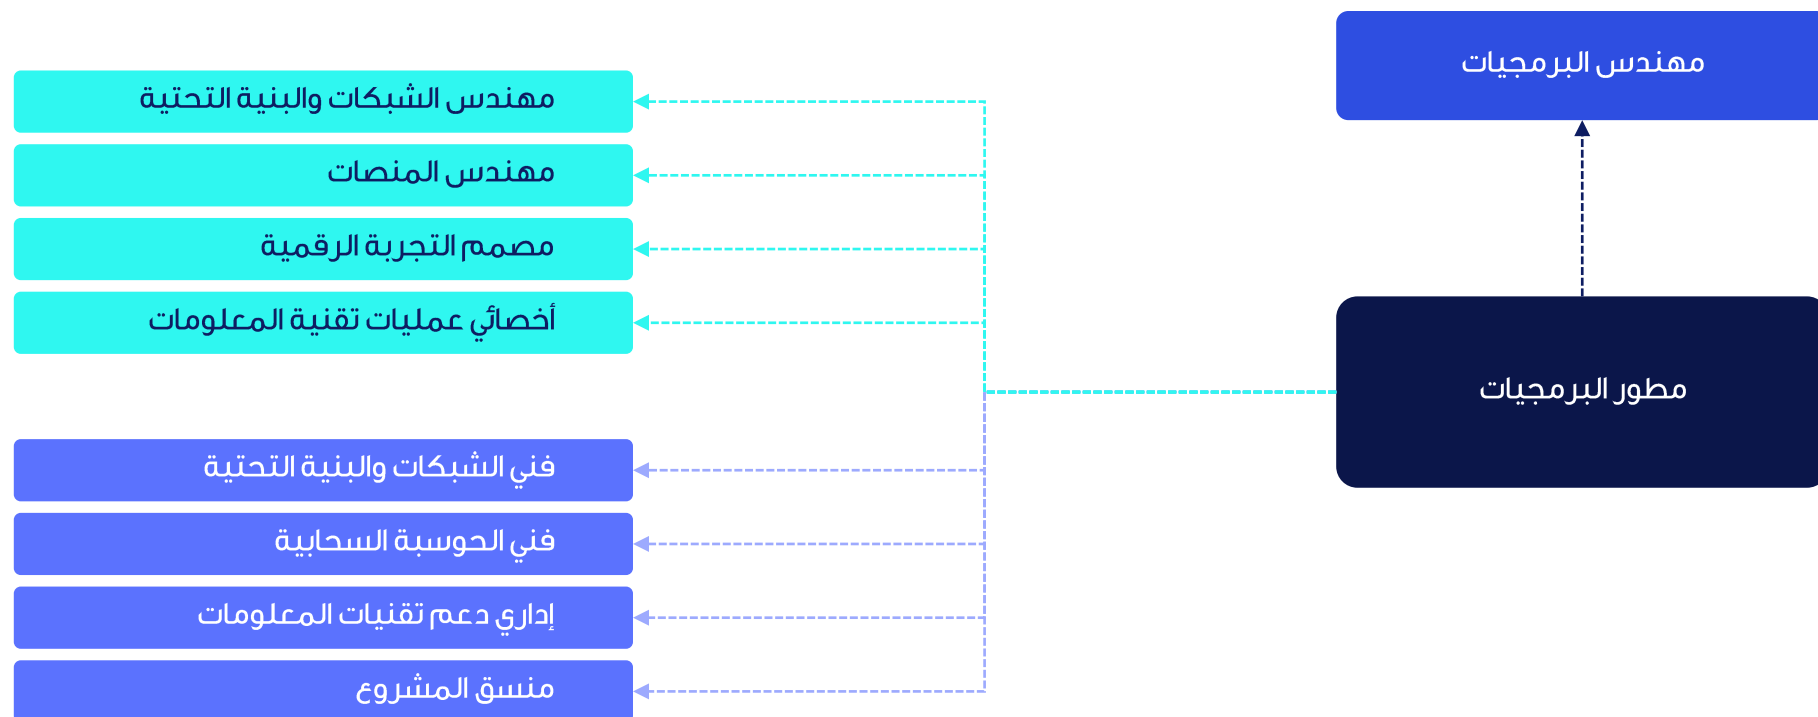 مهندس البرمجيات
مطور البرمجيات
مهندس الشبكات والبنية التحتية
مهندس المنصات
مصمم التجربة الرقمية
أخصائي عمليات تقنية المعلومات
فني الشبكات والبنية التحتية
فني الحوسبة السحابية
إداري دعم تقنيات المعلومات
منسق المشروع